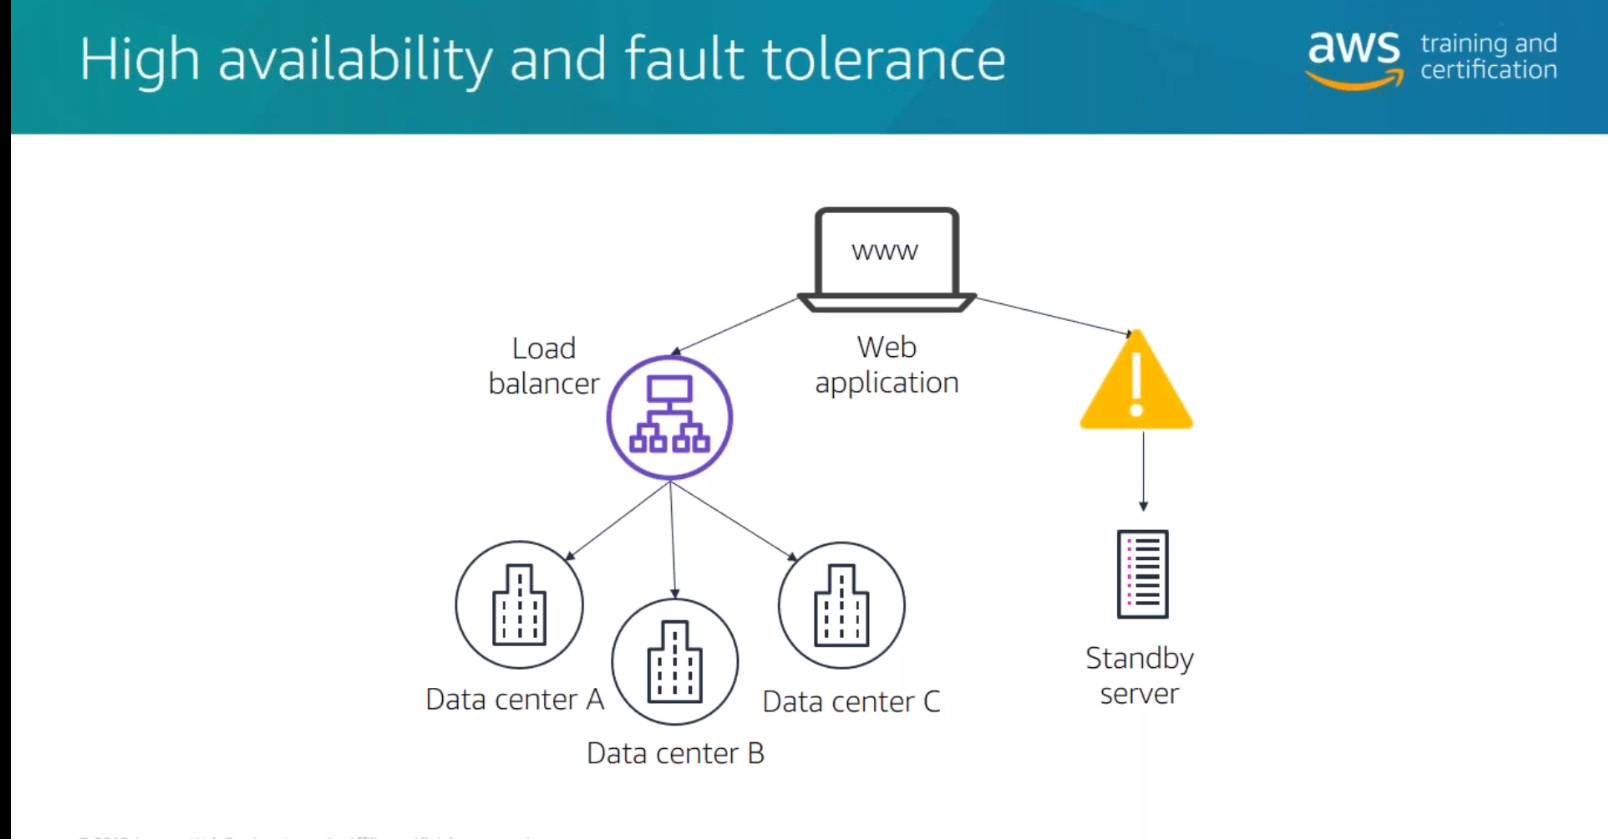 High availability and fault tolerance
aws training and
certification
www
Load
balancer
Web
application
Data center A
Data center B
Data center C
Standby
server